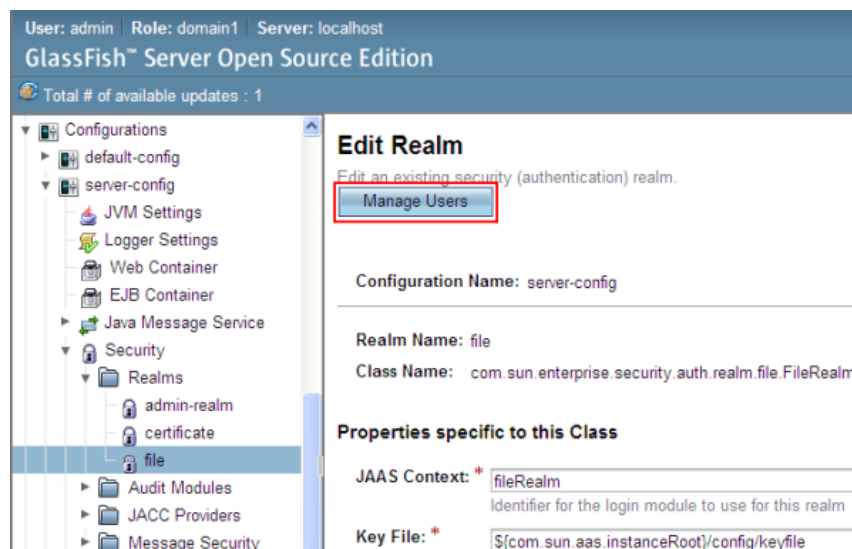 User: admin Role: domain1 Server: localhost
GlassFish™ Server Open Source Edition
Total # of available updates : 1
Configurations
default-config
server-config
JVM Settings
Logger Settings
Web Container
EJB Container
Java Message Service
Security
Realms
admin-realm
certificate
file
Audit Modules
JACC Providers
Message Security
Edit Realm
Edit an existing security (authentication) realm.
Manage Users
Configuration Name: server-config
Realm Name: file
Class Name: com.sun.enterprise.security.auth.realm.file.FileRealm
Properties specific to this Class
JAAS Context: * fileRealm
Identifier for the login module to use for this realm
Key File: * ${com.sun.aas.instanceRoot}/config/keyfile